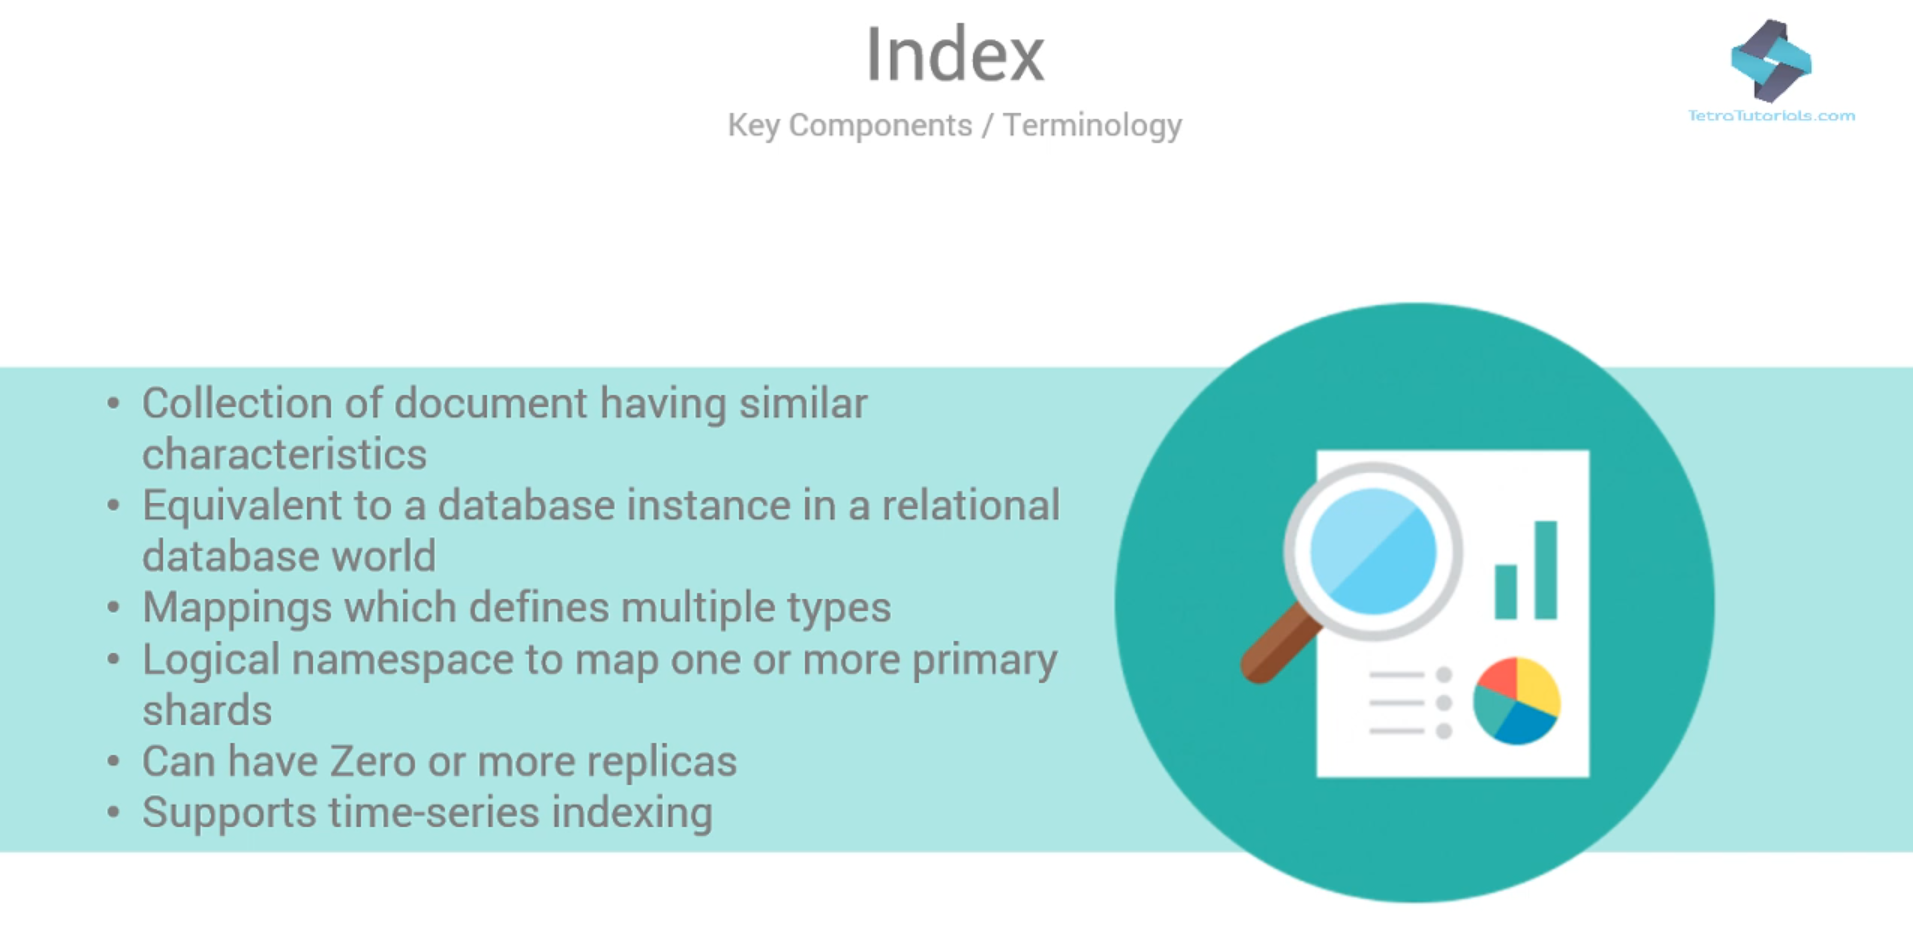 Index
TetraTutorials.com
Key Components / Terminology
• Collection of document having similar
characteristics
• Equivalent to a database instance in a relational
database world
• Mappings which defines multiple types
• Logical namespace to map one or more primary
shards
• Can have Zero or more replicas
• Supports time-series indexing